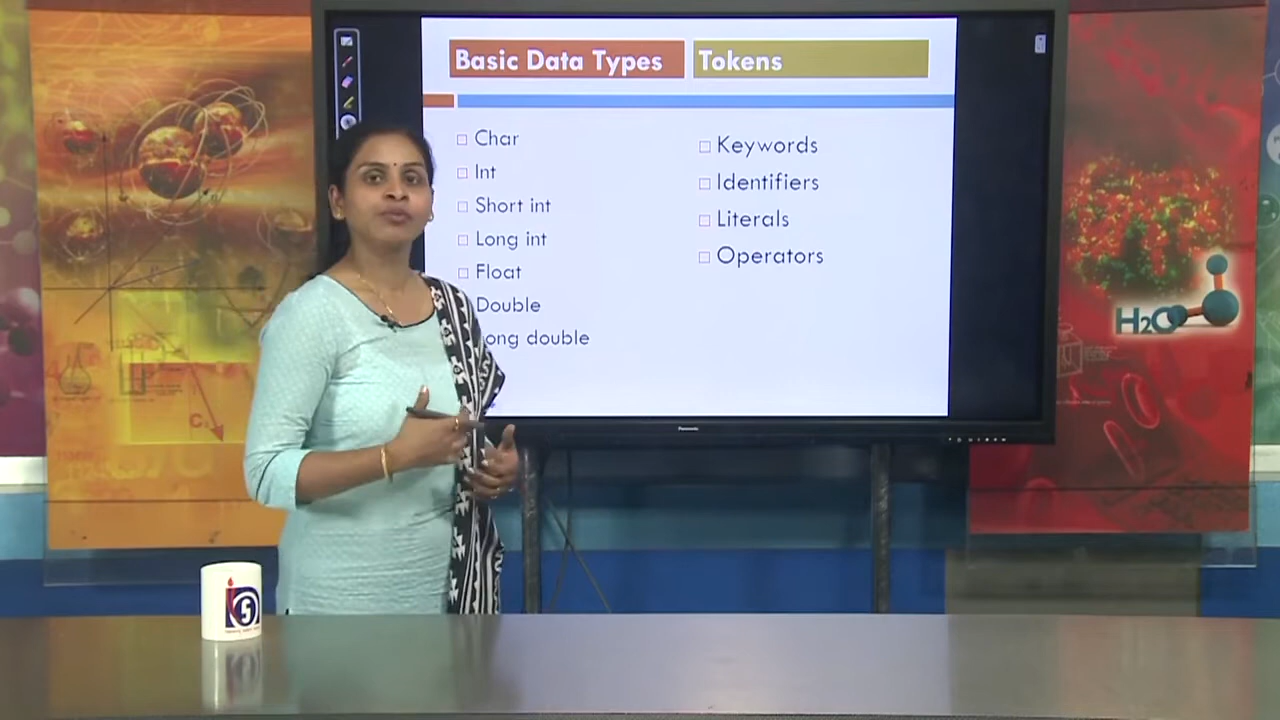 Basic Data Types
Tokens
Char
Int
Short int
Long int
Float
Double
ong double
Keywords
Identifiers
Literals
Operators
Panasonic
H2O
C